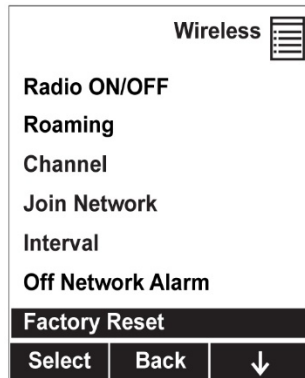 Wireless
Radio ON/OFF
Roaming
Channel
Join Network
Interval
Off Network Alarm
Factory Reset
Select Back ↓